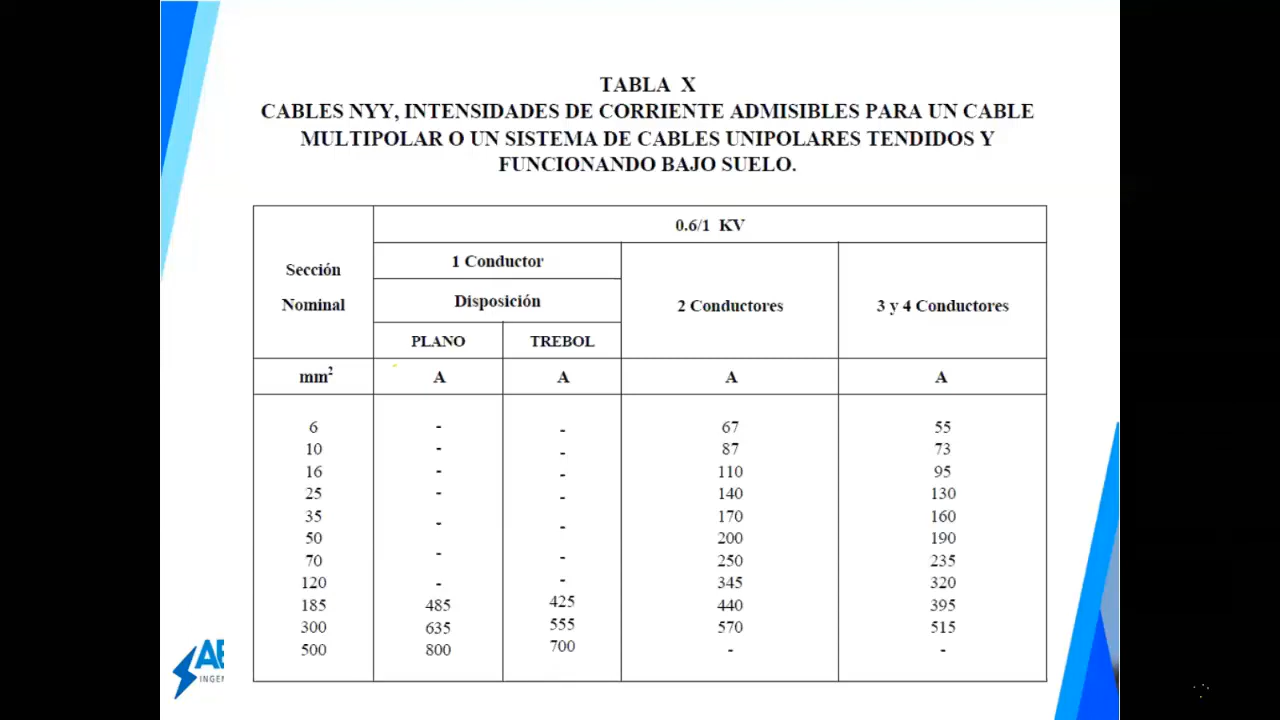 TABLA X
CABLES NYY, INTENSIDADES DE CORRIENTE ADMISIBLES PARA UN CABLE
MULTIPOLAR O UN SISTEMA DE CABLES UNIPOLARES TENDIDOS Y
FUNCIONANDO BAJO SUELO.
Sección Nominal
0.6/1 KV
1 Conductor
Disposición
2 Conductores
3 y 4 Conductores
PLANO TREBOL
mm² A A A A
6 - - 67 55
10 - - 87 73
16 - - 110 95
25 - - 140 130
35 - - 170 160
50 200 190
70 - - 250 235
120 - - 345 320
185 485 425 440 395
300 635 555 570 515
500 800 700 - -
AE
INGEN